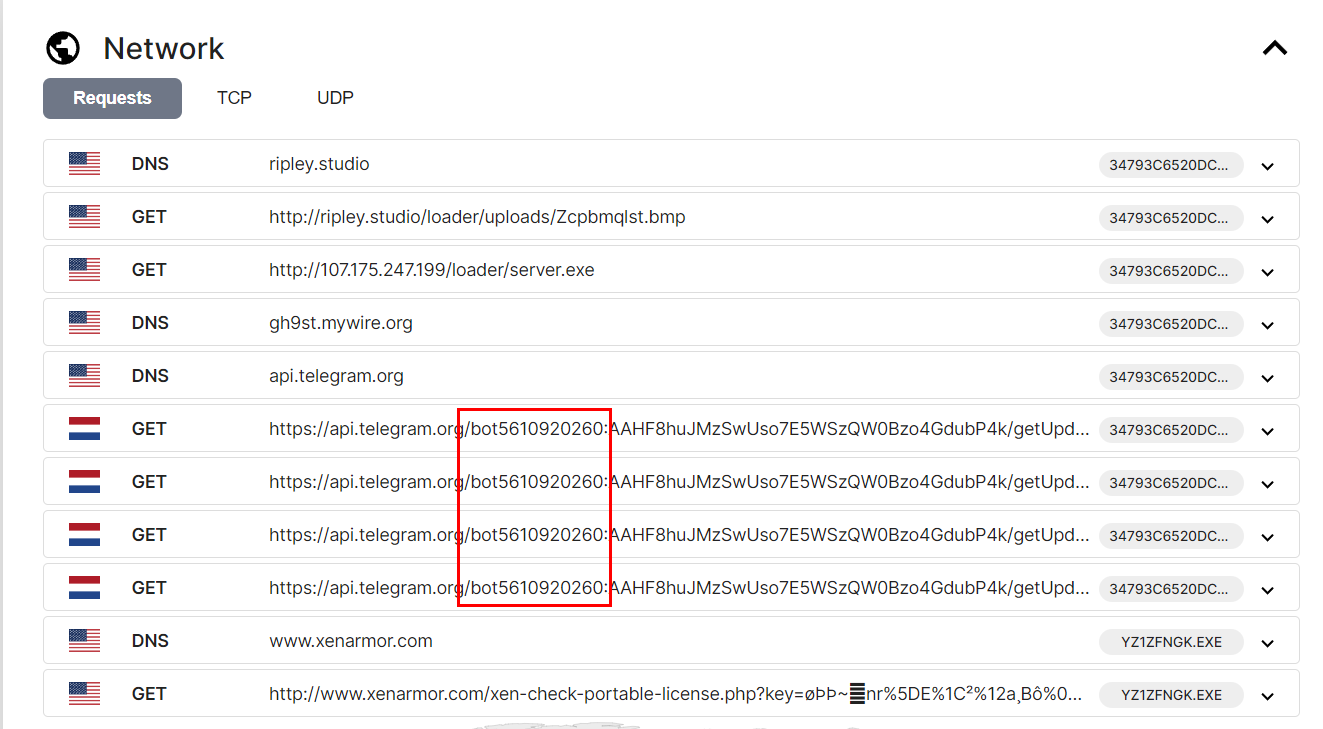 Network
Requests TCP UDP
DNS ripley.studio 34793C6520DC...
GET http://ripley.studio/loader/uploads/Zcpbmqlst.bmp 34793C6520DC...
GET http://107.175.247.199/loader/server.exe 34793C6520DC...
DNS gh9st.mywire.org 34793C6520DC...
DNS api.telegram.org 34793C6520DC...
GET https://api.telegram.org/bot5610920260:AAHF8huJMzSwUso7E5WSzQW0Bzo4GdubP4k/getUpd... 34793C6520DC...
GET https://api.telegram.org/bot5610920260:AAHF8huJMzSwUso7E5WSzQW0Bzo4GdubP4k/getUpd... 34793C6520DC...
GET https://api.telegram.org/bot5610920260:AAHF8huJMzSwUso7E5WSzQW0Bzo4GdubP4k/getUpd... 34793C6520DC...
GET https://api.telegram.org/bot5610920260:AAHF8huJMzSwUso7E5WSzQW0Bzo4GdubP4k/getUpd... 34793C6520DC...
DNS www.xenarmor.com YZ1ZFNGK.EXE
GET http://www.xenarmor.com/xen-check-portable-license.php?key=øÞÞ~nr%5DE%1C²%12a¸Bô%0... YZ1ZFNGK.EXE